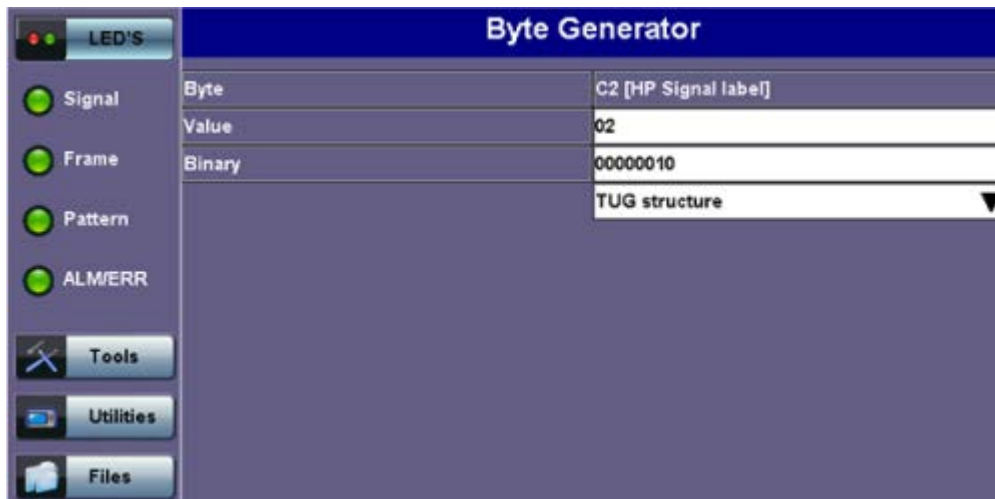 LED'S
Byte Generator
Signal
Frame
Pattern
ALM/ERR
Tools
Utilities
Files
Byte
C2 [HP Signal label]
Value
02
Binary
00000010
TUG structure